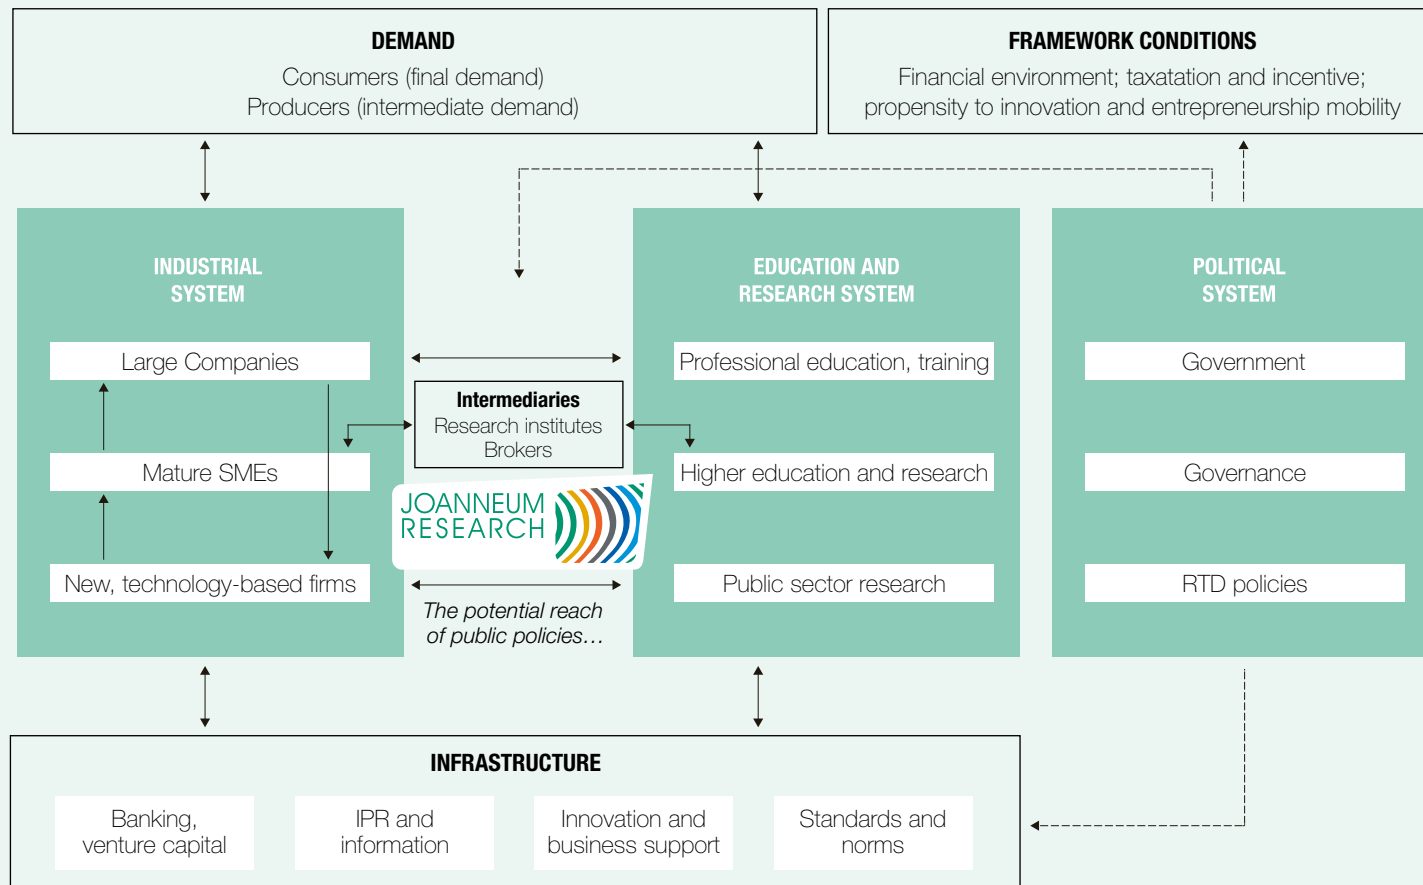 DEMAND
Consumers (final demand)
Producers (intermediate demand)
FRAMEWORK CONDITIONS
Financial environment; taxatation and incentive;
propensity to innovation and entrepreneurship mobility
INDUSTRIAL
SYSTEM
Large Companies
Mature SMEs
New, technology-based firms
Intermediaries
Research institutes
Brokers
JOANNEUM
RESEARCH
The potential reach
of public policies…
EDUCATION AND
RESEARCH SYSTEM
Professional education, training
Higher education and research
Public sector research
POLITICAL
SYSTEM
Government
Governance
RTD policies
INFRASTRUCTURE
Banking,
venture capital
IPR and
information
Innovation and
business support
Standards and
norms